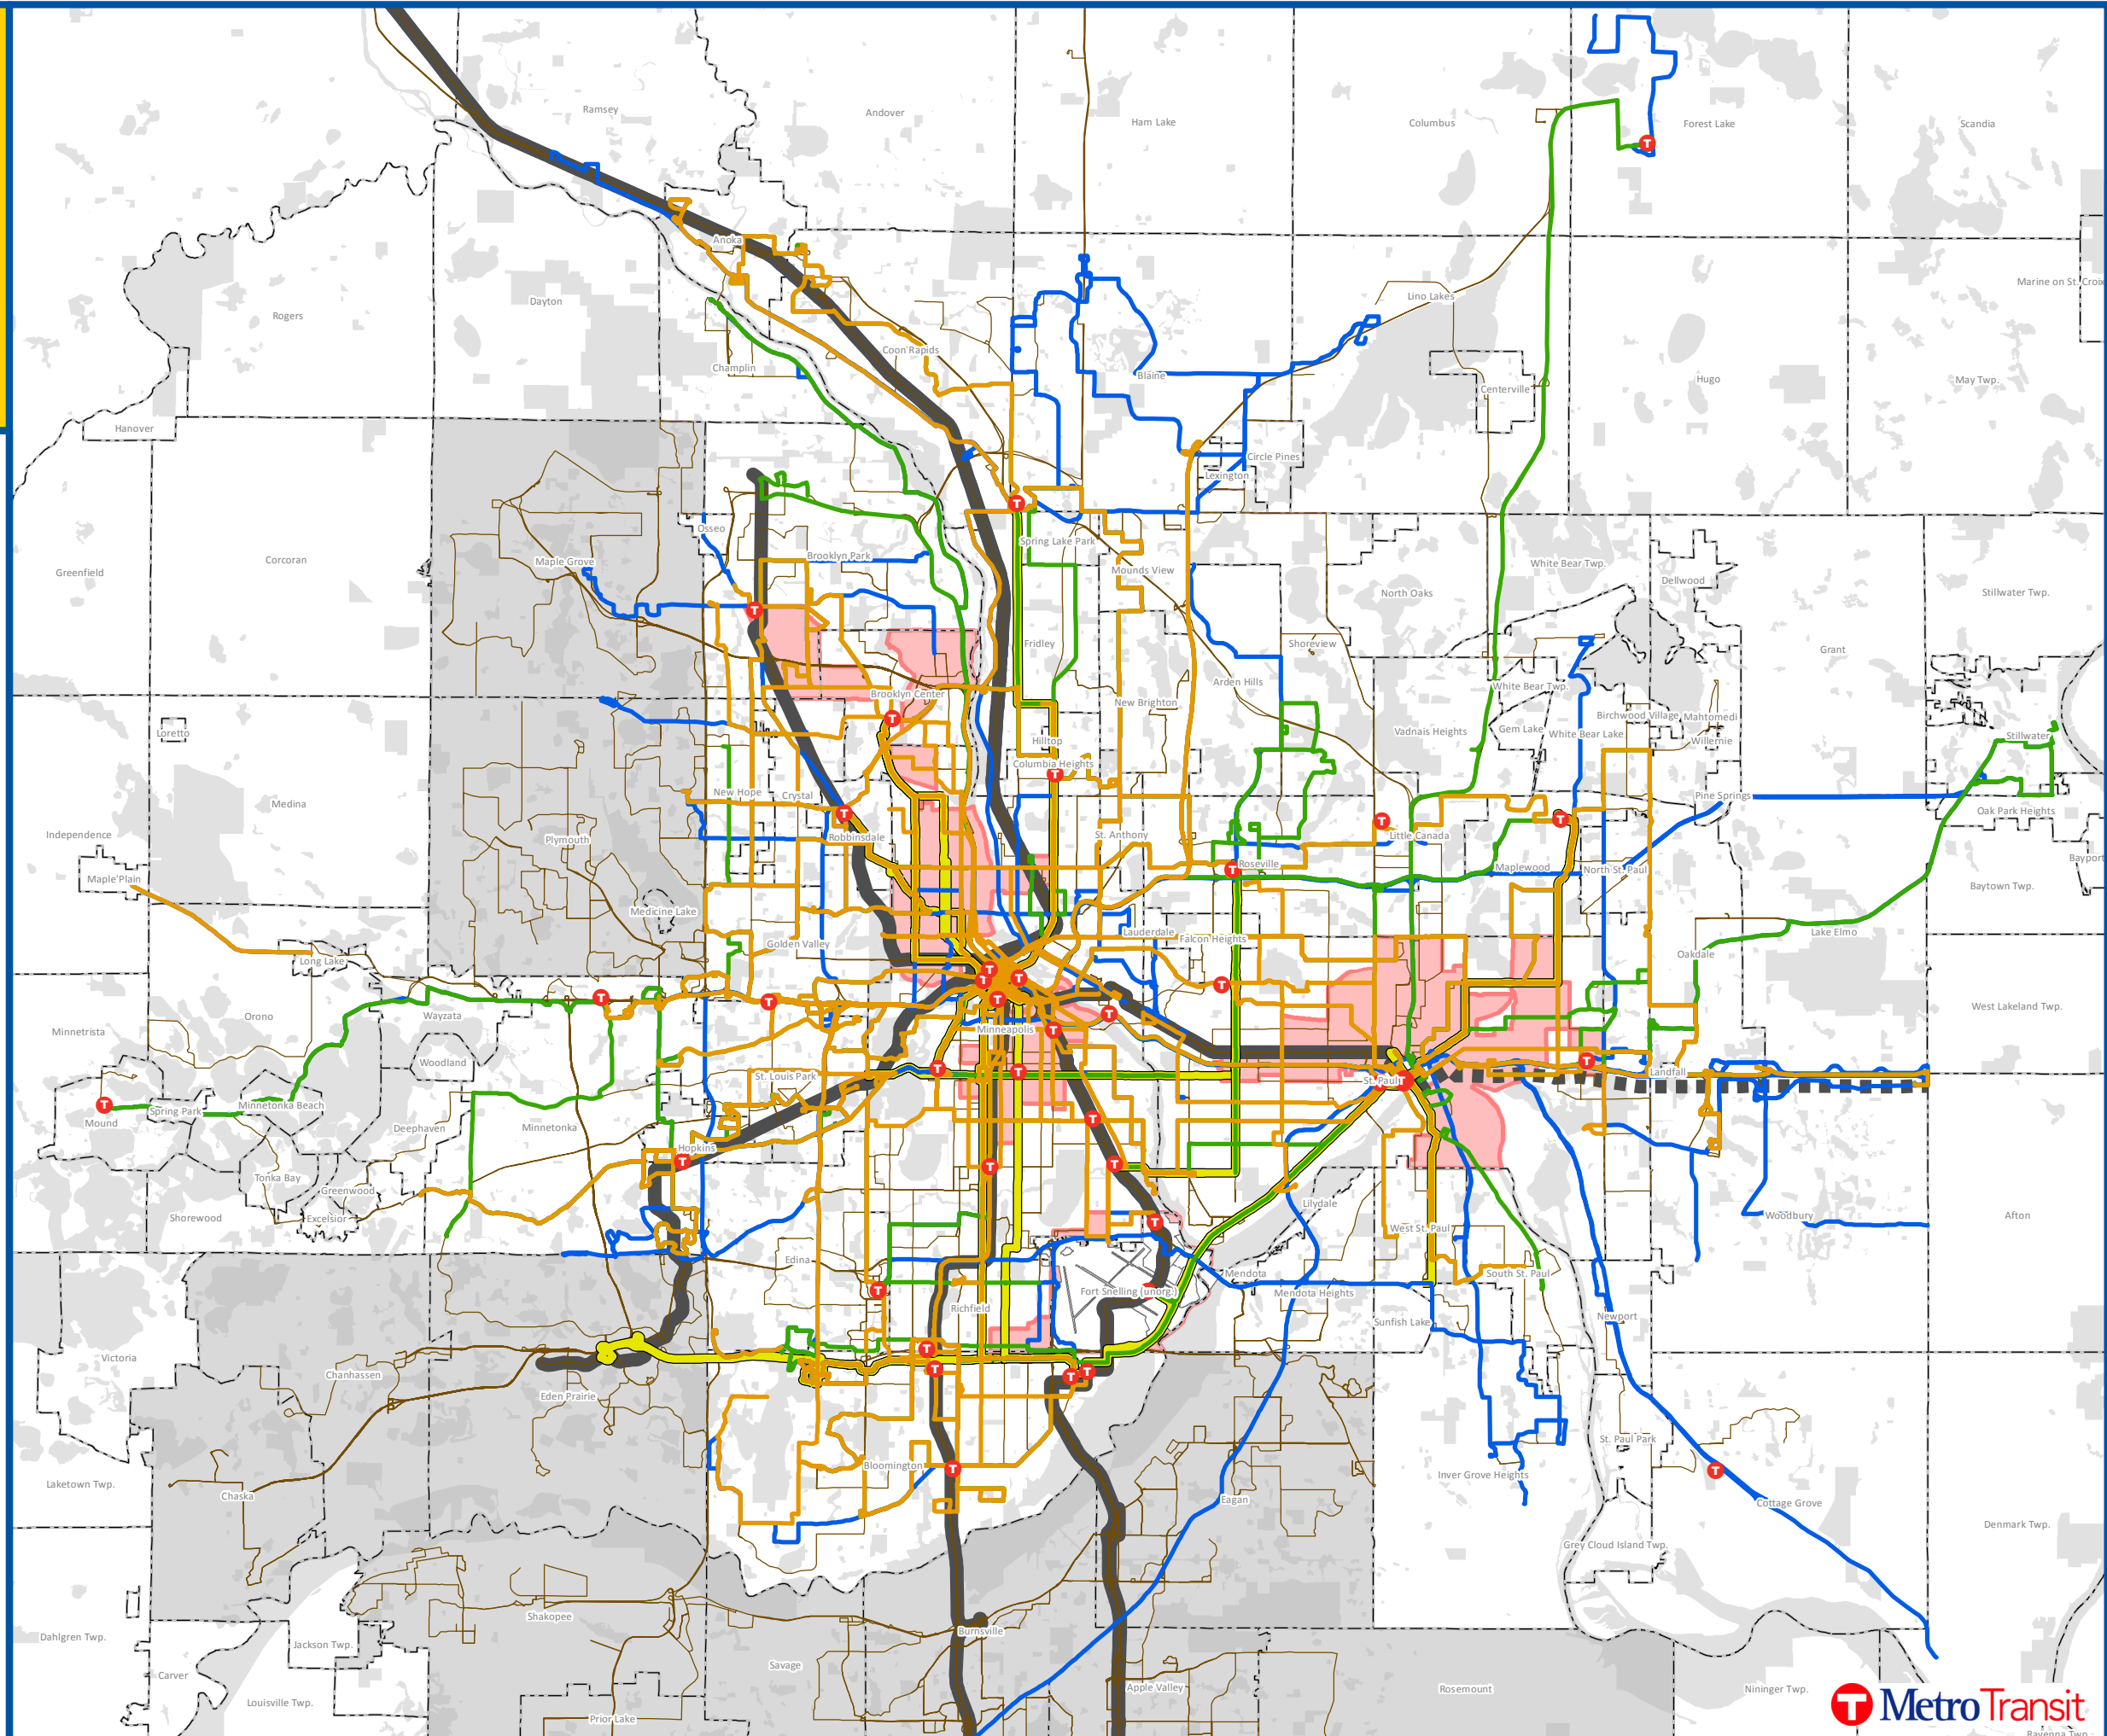 Ramsey
Andover
Ham Lake
Columbus
Forest Lake
Scandia
Anoka
Marine on St. Croix
Dayton
Rogers
Lino Lakes
Coon Rapids
Champlin
Blaine
Centerville
Hugo
May Twp.
Hanover
Circle Pines
Lexington
Osseo
Spring Lake Park
Brooklyn Park
Corcoran
Maple Grove
Greenfield
Mounds View
White Bear Twp.
Dellwood
North Oaks
Stillwater Twp.
Fridley
Shoreview
Grant
Arden Hills
White Bear Twp.
Brooklyn Center
New Brighton
Birchwood Village
Mahtomedi
Loretto
Vadnais Heights
Gem Lake
White Bear Lake
Willernie
Stillwater
Hilltop
Columbia Heights
New Hope
Crystal
Pine Springs
Medina
Oak Park Heights
Independence
Plymouth
Robbinsdale
St. Anthony
Little Canada
Bayport
Roseville
Maplewood
North St. Paul
Maple Plain
Baytown Twp.
Medicine Lake
Golden Valley
Lauderdale
Falcon Heights
Lake Elmo
Long Lake
Oakdale
Orono
Wayzata
Minnetrista
Minneapolis
West Lakeland Twp.
Woodland
St. Louis Park
Landfall
St. Paul
Minnetonka Beach
Spring Park
Mound
Deephaven
Minnetonka
Hopkins
Tonka Bay
Greenwood
Lilydale
Shorewood
Excelsior
West St. Paul
Woodbury
Afton
Edina
Mendota
South St. Paul
Fort Snelling (unorg.)
Mendota Heights
Richfield
Sunfish Lake
Newport
Victoria
Chanhassen
Eden Prairie
St. Paul Park
Bloomington
Inver Grove Heights
Laketown Twp.
Chaska
Eagan
Cottage Grove
Denmark Twp.
Grey Cloud Island Twp.
Shakopee
Burnsville
Dahlgren Twp.
Jackson Twp.
Savage
Carver
Apple Valley
Rosemount
Nininger Twp.
Louisville Twp.
Prior Lake
T MetroTransit
Ravenna Twp.